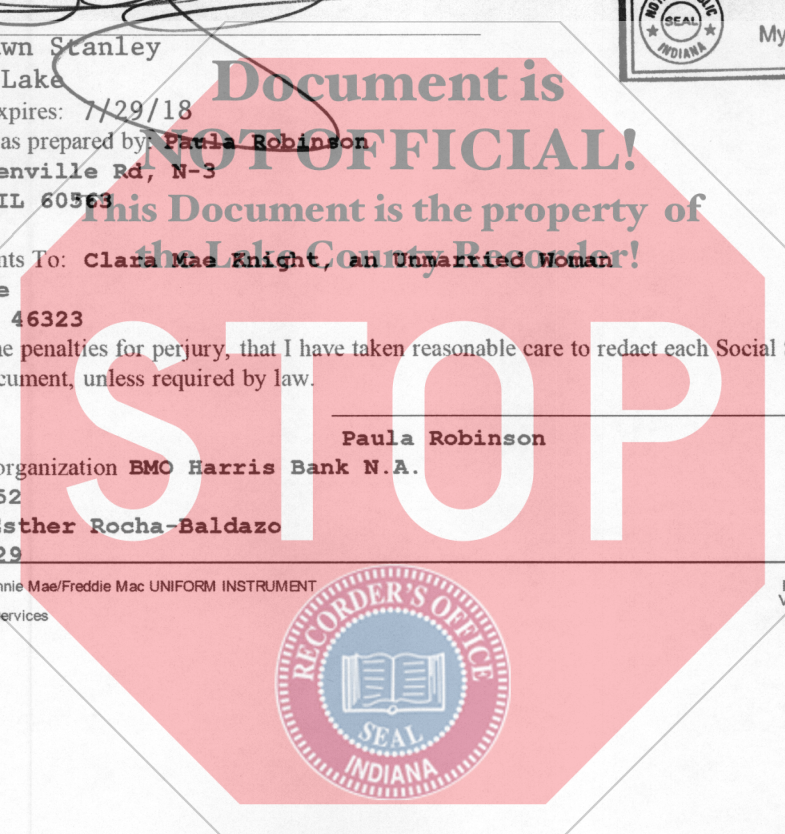 SEAL
INDIANA
My
wn Stanley
Lake
xpires: 7/29/18
as prepared by: Paula Robinson
enville Rd, N-3
IL 60563
Document is
NOT OFFICIAL!
This Document is the property of
the Lake County Recorder!
nts To: Clara Mae Knight, an Unmarried Woman
e
46323
ne penalties for perjury, that I have taken reasonable care to redact each Social S
cument, unless required by law.
STOP
Paula Robinson
organization BMO Harris Bank N.A.
52
Esther Rocha-Baldazo
29
nnie Mae/Freddie Mac UNIFORM INSTRUMENT
ervices
RECORDER'S OFFICE
SEAL
INDIANA